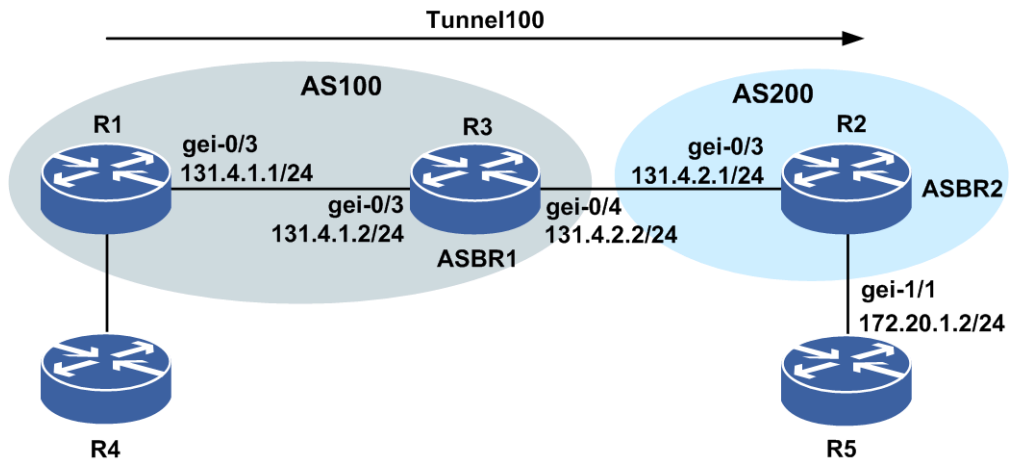 Tunnel100
AS100
AS200
R1
R3
R2
gei-0/3
131.4.1.1/24
gei-0/3
131.4.2.1/24
ASBR2
gei-0/3
131.4.1.2/24
gei-0/4
131.4.2.2/24
ASBR1
gei-1/1
172.20.1.2/24
R4
R5